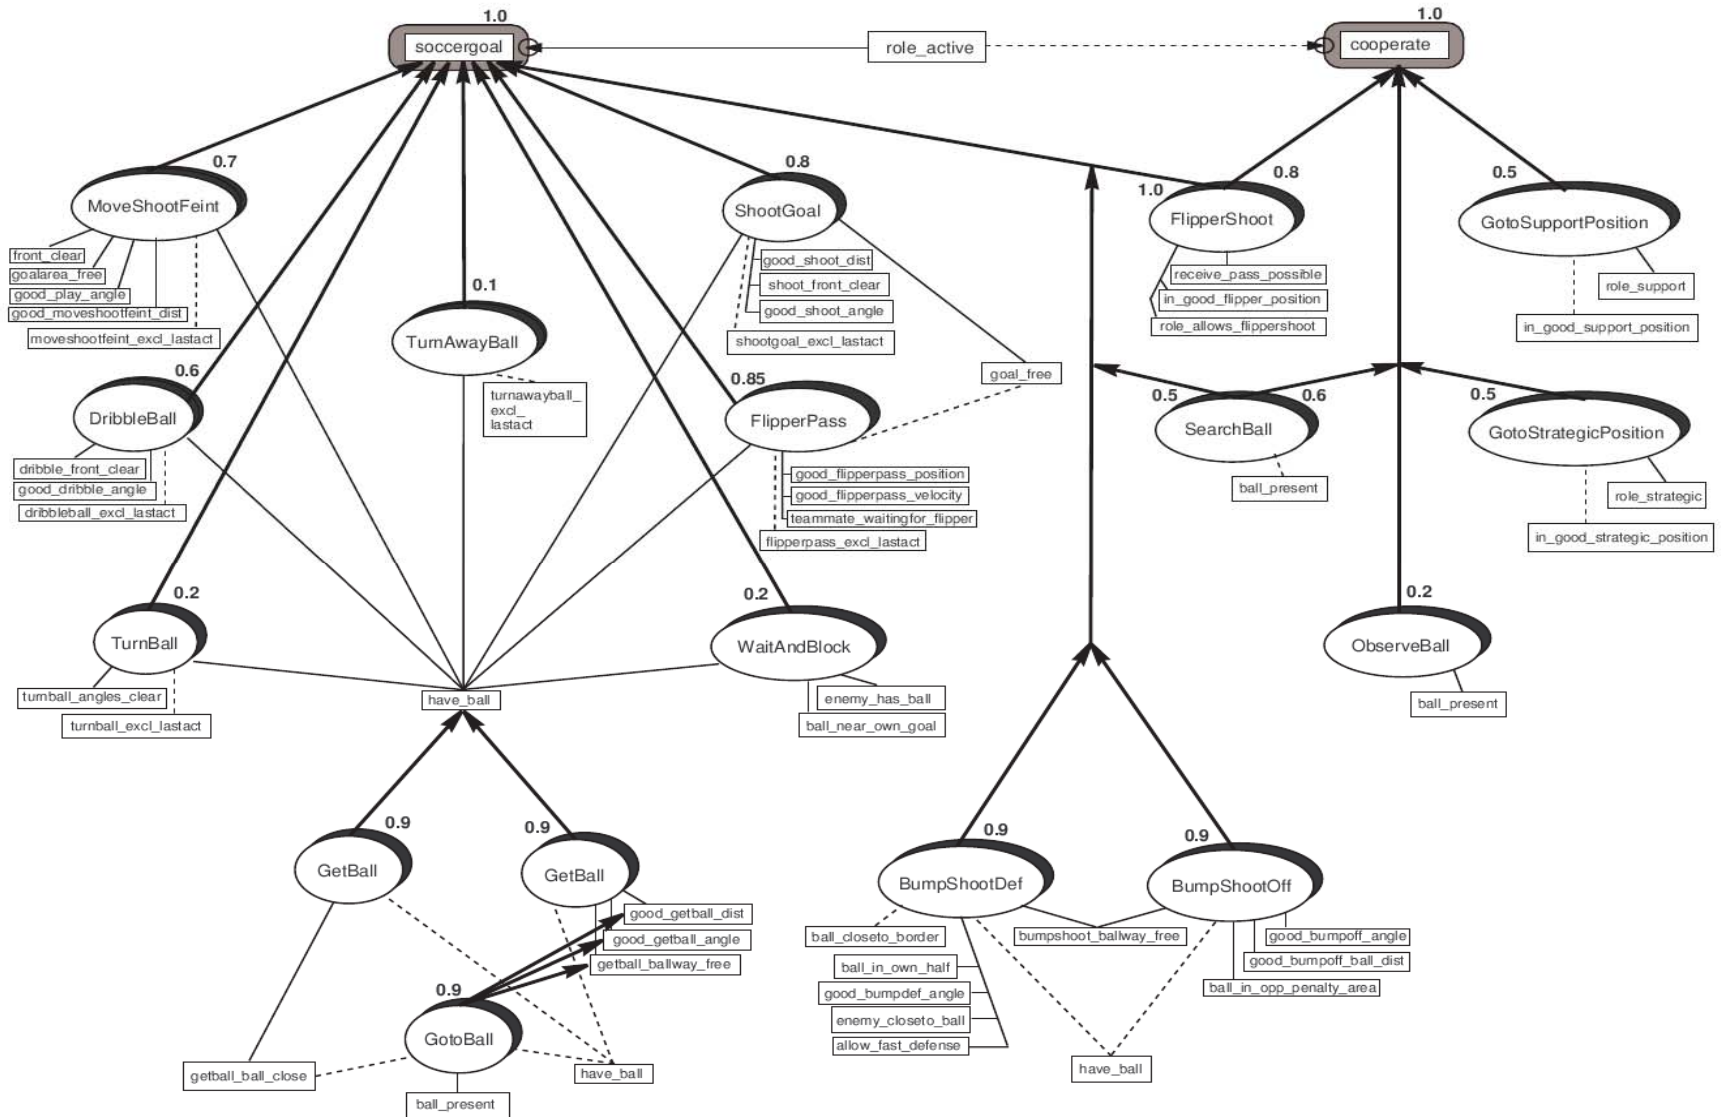 1.0
1.0
soccergoal
role_active
cooperate
0.7
MoveShootFeint
front_clear
goalarea_free
good_play_angle
good_moveshootfeint_dist
moveshootfeint_excl_lastact
0.8
ShootGoal
good_shoot_dist
shoot_front_clear
good_shoot_angle
shootgoal_excl_lastact
goal_free
1.0
0.8
FlipperShoot
receive_pass_possible
in_good_flipper_position
role_allows_flippershoot
0.5
GotoSupportPosition
role_support
in_good_support_position
0.1
TurnAwayBall
turnawayball_
excl_
lastact
0.6
DribbleBall
dribble_front_clear
good_dribble_angle
dribbleball_excl_lastact
0.85
FlipperPass
good_flipperpass_position
good_flipperpass_velocity
teammate_waitingfor_flipper
flipperpass_excl_lastact
0.5
0.6
SearchBall
ball_present
0.5
GotoStrategicPosition
role_strategic
in_good_strategic_position
0.2
TurnBall
turnball_angles_clear
turnball_excl_lastact
have_ball
0.2
WaitAndBlock
enemy_has_ball
ball_near_own_goal
0.2
ObserveBall
ball_present
0.9
GetBall
0.9
GetBall
good_getball_dist
good_getball_angle
getball_ballway_free
0.9
GotoBall
getball_ball_close
have_ball
ball_present
0.9
BumpShootDef
ball_closeto_border
ball_in_own_half
good_bumpdef_angle
enemy_closeto_ball
allow_fast_defense
bumpshoot_ballway_free
0.9
BumpShootOff
good_bumpoff_angle
good_bumpoff_ball_dist
ball_in_opp_penalty_area
have_ball